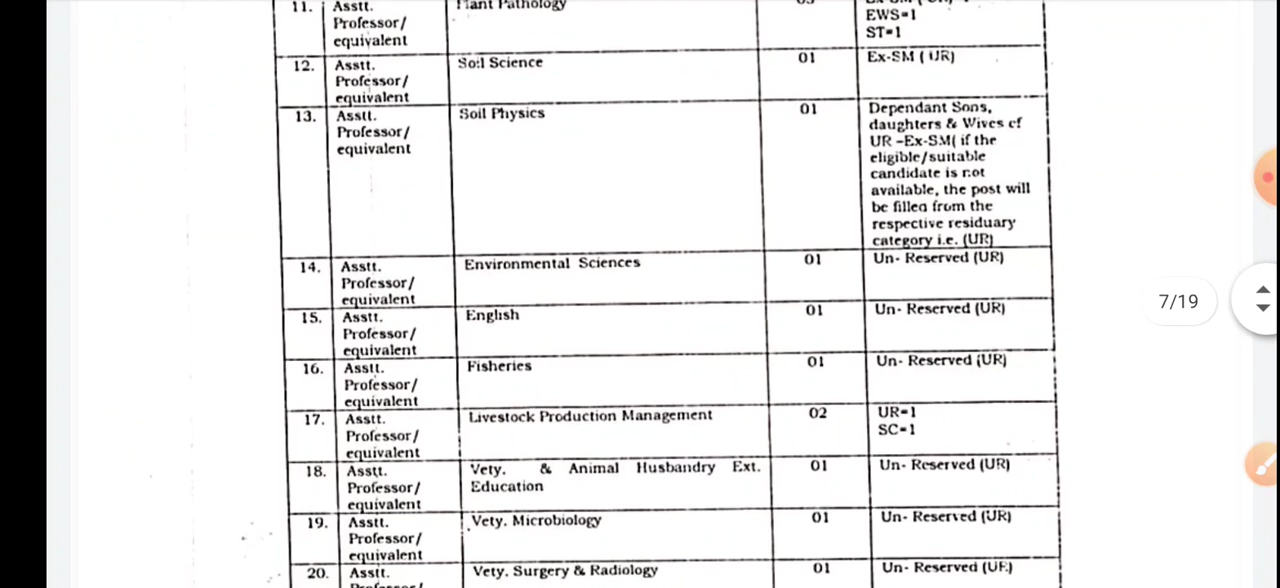 11. Asstt. Plant Pathology
Professor/ EWS=1
equivalent ST=1
12. Asstt. Soil Science 01 Ex-SM ( UR)
Professor/
equivalent
13. Asstt. Soil Physics 01 Dependant Sons,
Professor/ daughters & Wives of
equivalent UR -Ex-SM( if the
eligible/suitable
candidate is not
available, the post will
be filled from the
respective residuary
category i.e. (UR)
14. Asstt. Environmental Sciences 01 Un- Reserved (UR)
Professor/
equivalent
15. Asstt. English 01 Un- Reserved (UR)
Professor/
equivalent
16. Asstt. Fisheries 01 Un- Reserved (UR)
Professor/
equivalent
17. Asstt. Livestock Production Management 02 UR=1
Professor/ SC=1
equivalent
18. Asstt. Vety. & Animal Husbandry Ext. 01 Un- Reserved (UR)
Professor/ Education
equivalent
19. Asstt. Vety. Microbiology 01 Un- Reserved (UR)
Professor/
equivalent
20. Asstt. Vety. Surgery & Radiology 01 Un- Reserved (UR)
7/19